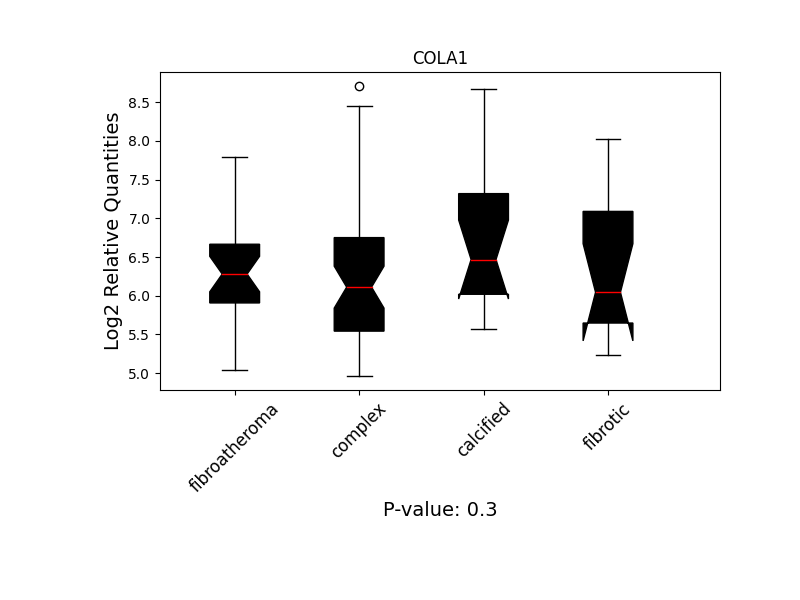 COLA1
Log2 Relative Quantities
8.5
8.0
7.5
7.0
6.5
6.0
5.5
5.0
fibroatheroma
complex
calcified
fibrotic
P-value: 0.3